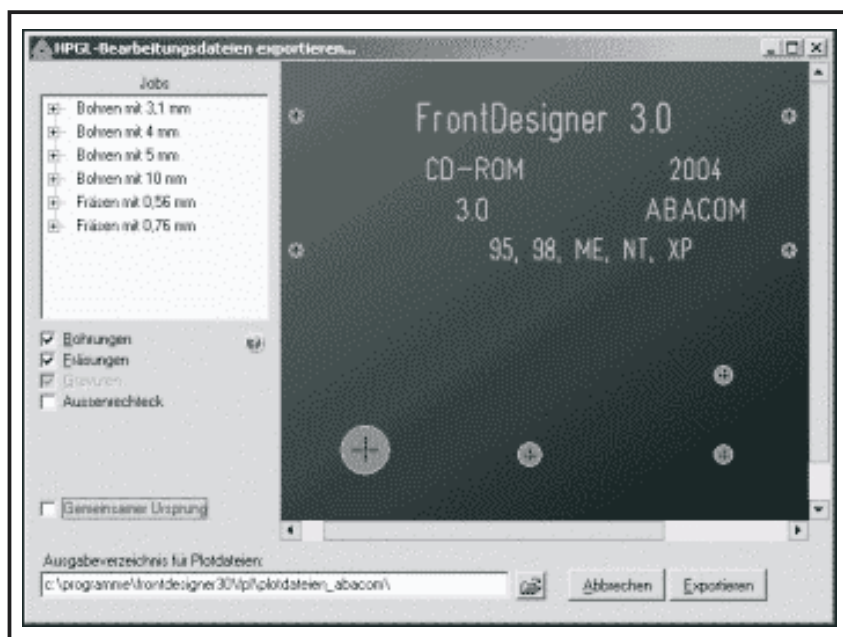 HPGL-Bearbeitungsdateien exportieren...
Jobs
Bohren mit 3,1 mm
Bohren mit 4 mm
Bohren mit 5 mm
Bohren mit 10 mm
Fräsen mit 0,56 mm
Fräsen mit 0,76 mm
Bohrungen
Fräsungen
Gravuren
Aussenrechteck
Gemeinsamer Ursprung
FrontDesigner 3.0
CD-ROM 2004
3.0 ABACOM
95, 98, ME, NT, XP
Ausgabeverzeichnis für Plotdateien:
c:\programme\frontdesigner30\fpl\plotdateien_abacom\
Abbrechen Exportieren